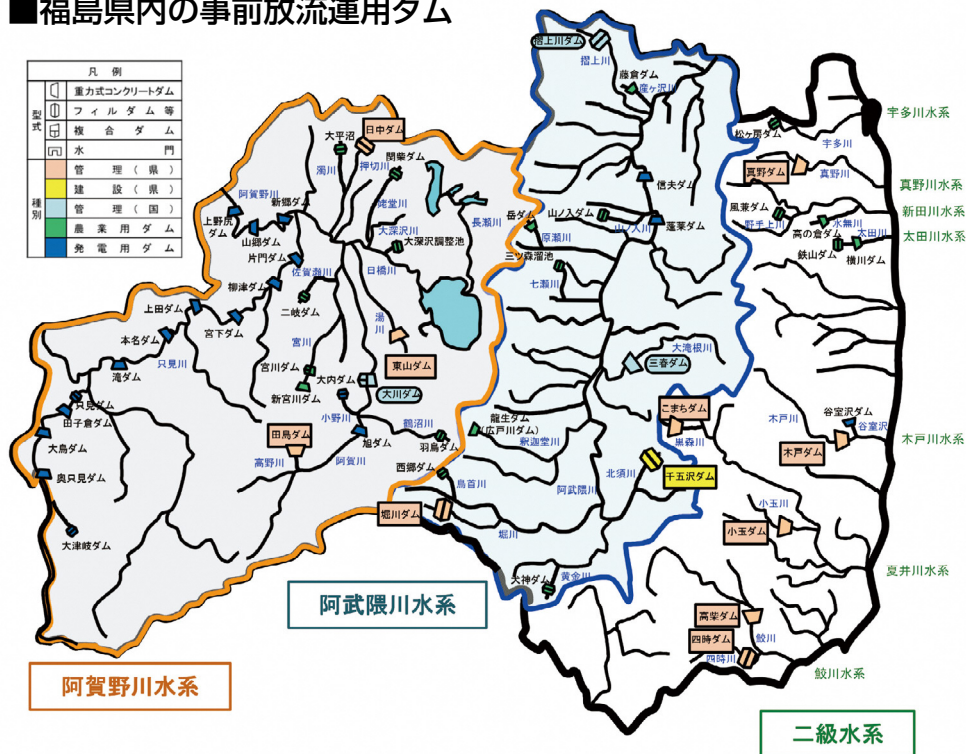 ■福島県内の事前放流運用ダム
凡例
型式
重力式コンクリートダム
フィルダム等
複合ダム
水門
種別
管理(県)
建設(県)
管理(国)
農業用ダム
発電用ダム
摺上川ダム
摺上川
藤倉ダム
産ヶ沢川
信夫ダム
蓬莱ダム
山ノ入ダム
山ノ入川
岳ダム
原瀬川
三ツ森溜池
七瀬川
大滝根川
三春ダム
こまちダム
黒森川
千五沢ダム
北須川
阿武隈川
龍生ダム
(広戸川ダム)
釈迦堂川
西郷ダム
鳥首川
堀川ダム
堀川
犬神ダム
黄金川
阿武隈川水系
日中ダム
大平沼
濁川
押切川
関柴ダム
姥堂川
大深沢川
大深沢調整池
長瀬川
日橋川
阿賀野川
新郷ダム
上野尻ダム
山郷ダム
片門ダム
佐賀瀬川
柳津ダム
二岐ダム
上田ダム
宮下ダム
本名ダム
只見川
滝ダム
只見ダム
田子倉ダム
大鳥ダム
奥只見ダム
大津岐ダム
宮川
宮川ダム
新宮川ダム
湯川
東山ダム
大内ダム
大川ダム
小野川
旭ダム
鶴沼川
羽鳥ダム
阿賀川
田島ダム
高野川
阿賀野川水系
松ヶ房ダム
宇多川
宇多川水系
真野ダム
真野川
真野川水系
風兼ダム
野手上川
新田川水系
高の倉ダム
水無川
太田川
太田川水系
鉄山ダム
横川ダム
谷室沢ダム
谷室沢
木戸川
木戸ダム
木戸川水系
小玉川
小玉ダム
夏井川水系
高柴ダム
四時ダム
鮫川
四時川
鮫川水系
二級水系